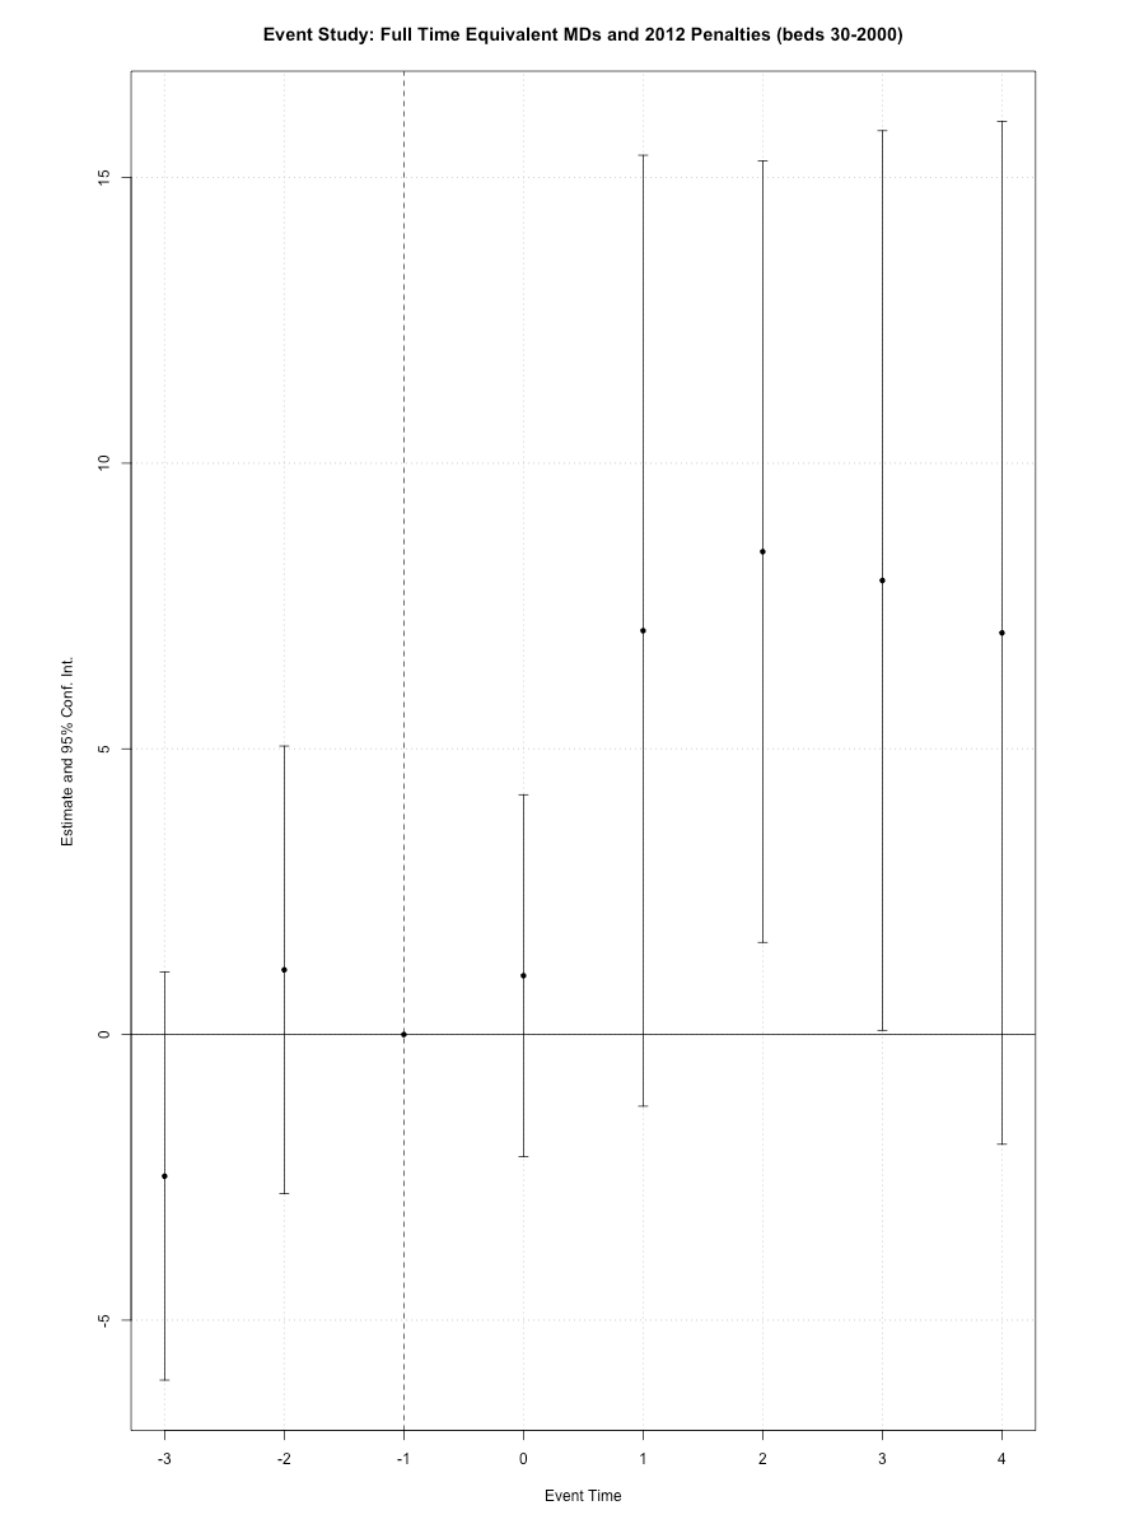 Event Study: Full Time Equivalent MDs and 2012 Penalties (beds 30-2000)
15
10
5
0
-5
Estimate and 95% Conf. Int.
-3 -2 -1 0 1 2 3 4
Event Time